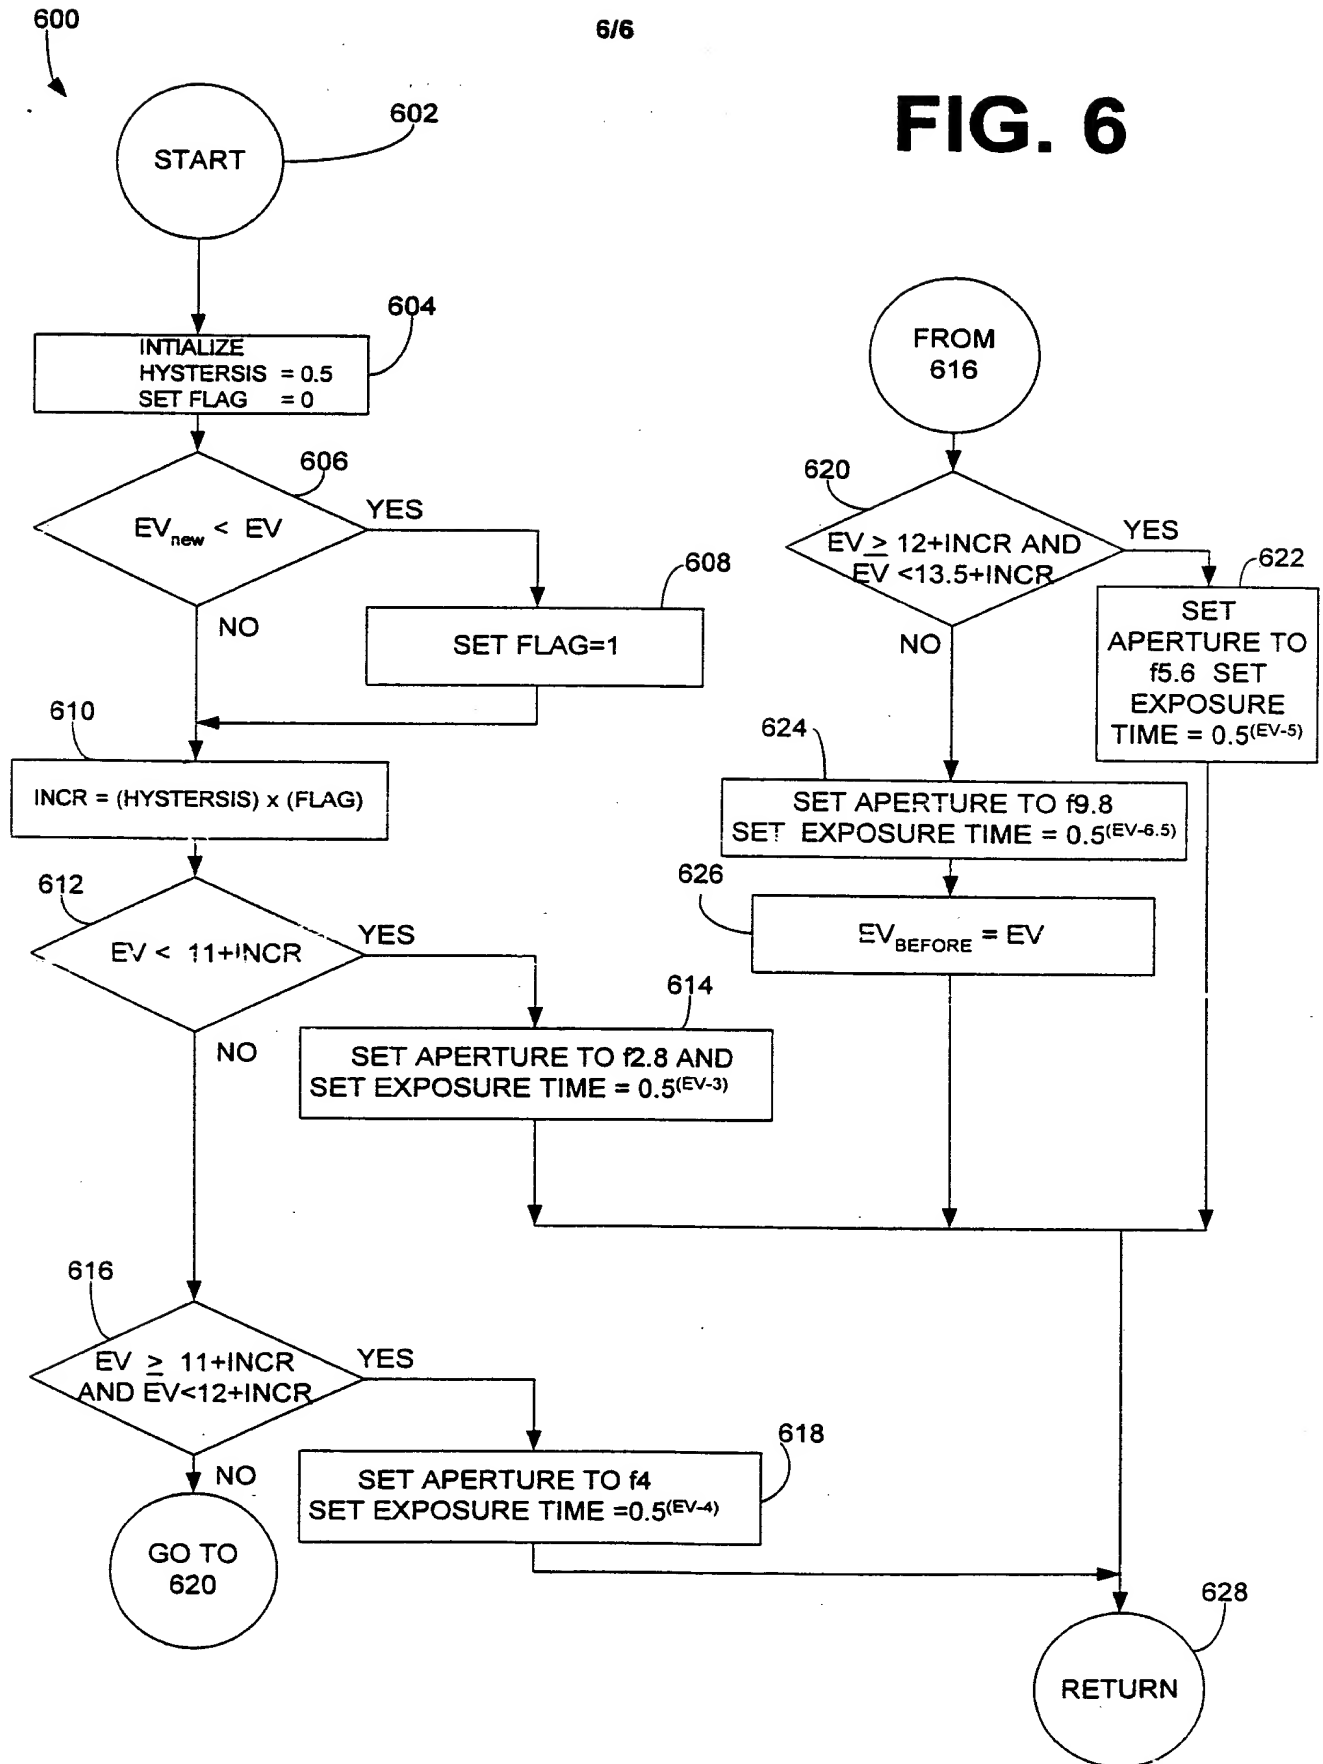 600
6/6
FIG. 6
602
START
604
INTIALIZE
HYSTERSIS = 0.5
SET FLAG = 0
606
EVnew < EV
YES
NO
608
SET FLAG=1
610
INCR = (HYSTERSIS) x (FLAG)
612
EV < 11+INCR
YES
NO
614
SET APERTURE TO f2.8 AND
SET EXPOSURE TIME = 0.5(EV-3)
616
EV ≥ 11+INCR
AND EV<12+INCR
YES
NO
618
SET APERTURE TO f4
SET EXPOSURE TIME =0.5(EV-4)
GO TO
620
FROM
616
620
EV ≥ 12+INCR AND
EV <13.5+INCR
YES
NO
622
SET
APERTURE TO
f5.6 SET
EXPOSURE
TIME = 0.5(EV-5)
624
SET APERTURE TO f9.8
SET EXPOSURE TIME = 0.5(EV-6.5)
626
EVBEFORE = EV
628
RETURN